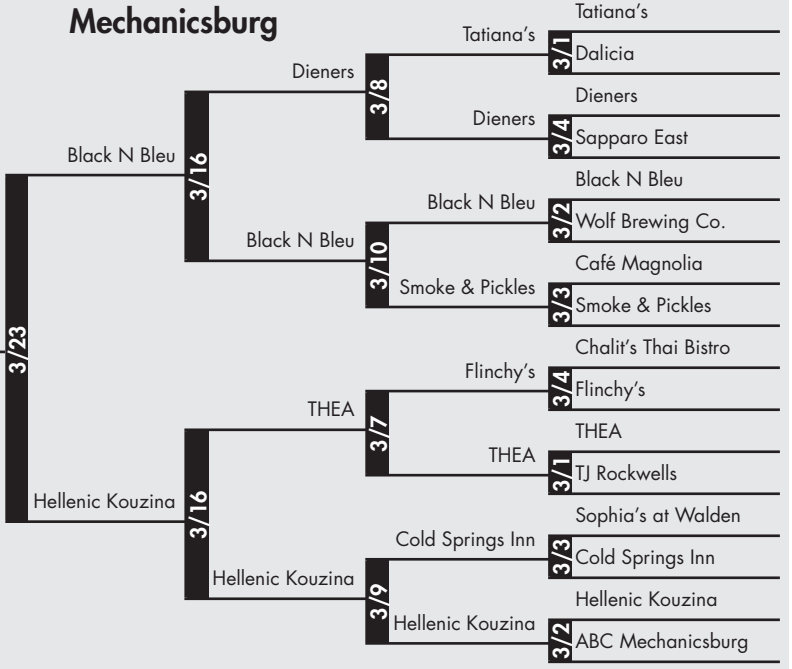 Mechanicsburg
Tatiana's
3/1
Dalicia
Dieners
3/4
Sapparo East
Black N Bleu
3/2
Wolf Brewing Co.
Café Magnolia
3/3
Smoke & Pickles
Chalit's Thai Bistro
3/4
Flinchy's
THEA
3/1
TJ Rockwells
Sophia's at Walden
3/3
Cold Springs Inn
Hellenic Kouzina
3/2
ABC Mechanicsburg
Tatiana's
3/8
Dieners
Black N Bleu
3/10
Smoke & Pickles
Flinchy's
3/7
THEA
Cold Springs Inn
3/9
Hellenic Kouzina
Dieners
3/16
Black N Bleu
THEA
3/16
Hellenic Kouzina
Black N Bleu
3/23
Hellenic Kouzina